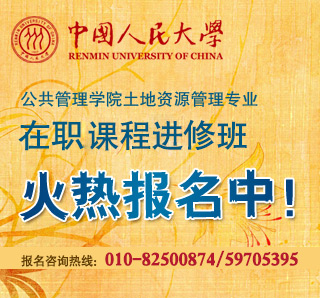 中國人民大學
RENMIN UNIVERSITY OF CHINA
公共管理学院土地资源管理专业
在职课程进修班
火热报名中!
报名咨询热线: 010-82500874/59705395